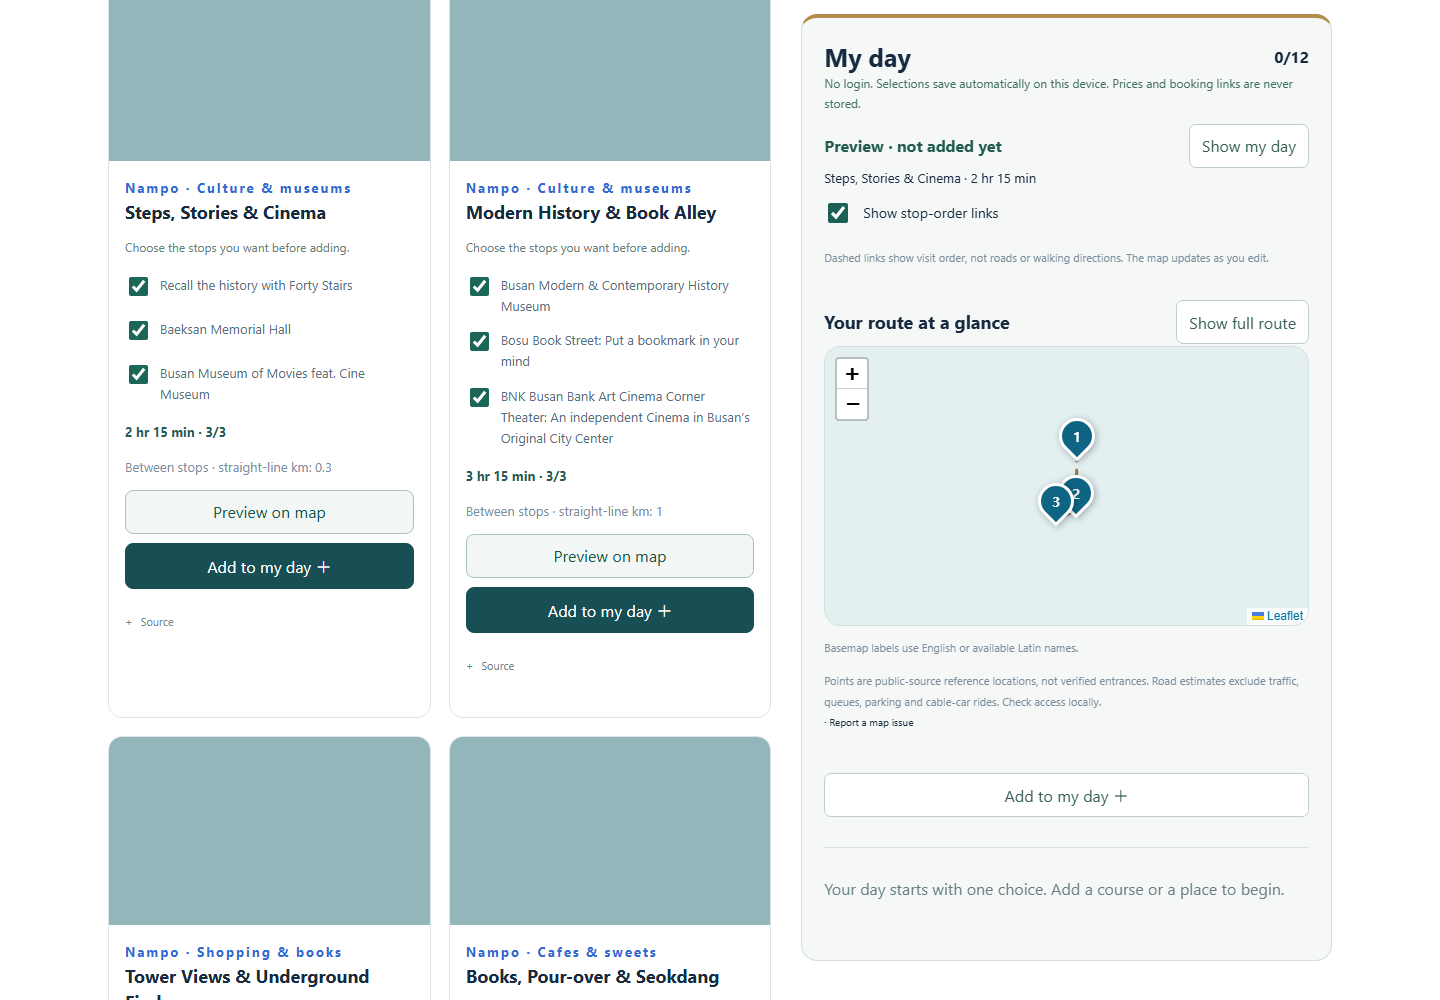 Nampo · Culture & museums
Steps, Stories & Cinema
Choose the stops you want before adding.
Recall the history with Forty Stairs
Baeksan Memorial Hall
Busan Museum of Movies feat. Cine
Museum
2 hr 15 min · 3/3
Between stops · straight-line km: 0.3
Preview on map
Add to my day +
+ Source
Nampo · Culture & museums
Modern History & Book Alley
Choose the stops you want before adding.
Busan Modern & Contemporary History
Museum
Bosu Book Street: Put a bookmark in your
mind
BNK Busan Bank Art Cinema Corner
Theater: An independent Cinema in Busan's
Original City Center
3 hr 15 min · 3/3
Between stops · straight-line km: 1
Preview on map
Add to my day +
+ Source
Nampo · Shopping & books
Tower Views & Underground
Nampo · Cafes & sweets
Books, Pour-over & Seokdang
My day
0/12
No login. Selections save automatically on this device. Prices and booking links are never
stored.
Preview · not added yet
Show my day
Steps, Stories & Cinema · 2 hr 15 min
Show stop-order links
Dashed links show visit order, not roads or walking directions. The map updates as you edit.
Your route at a glance
Show full route
+
−
1
2
3
Leaflet
Basemap labels use English or available Latin names.
Points are public-source reference locations, not verified entrances. Road estimates exclude traffic,
queues, parking and cable-car rides. Check access locally.
· Report a map issue
Add to my day +
Your day starts with one choice. Add a course or a place to begin.